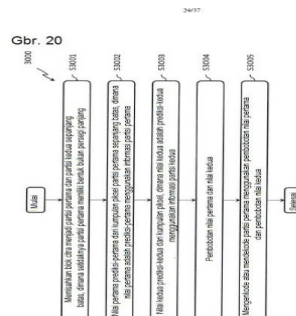 24/37
Gbr. 20
3000
Mulai
S3001
Memisahkan blok citra menjadi partisi pertama dan partisi kedua sepanjang
batas, dimana setidaknya partisi pertama memiliki bentuk bukan persegi panjang
S3002
Nilai pertama prediksi-pertama dari kumpulan piksel partisi pertama sepanjang batas, dimana
nilai pertama adalah prediksi-pertama menggunakan informasi partisi pertama
S3003
Nilai kedua prediksi-kedua dari kumpulan piksel, dimana nilai kedua adalah prediksi-kedua
menggunakan informasi partisi kedua
S3004
Pembobotan nilai pertama dan nilai kedua
S3005
Mengenkode atau mendekode partisi pertama menggunakan pembobotan nilai pertama
dan pembobotan nilai kedua
Selesai